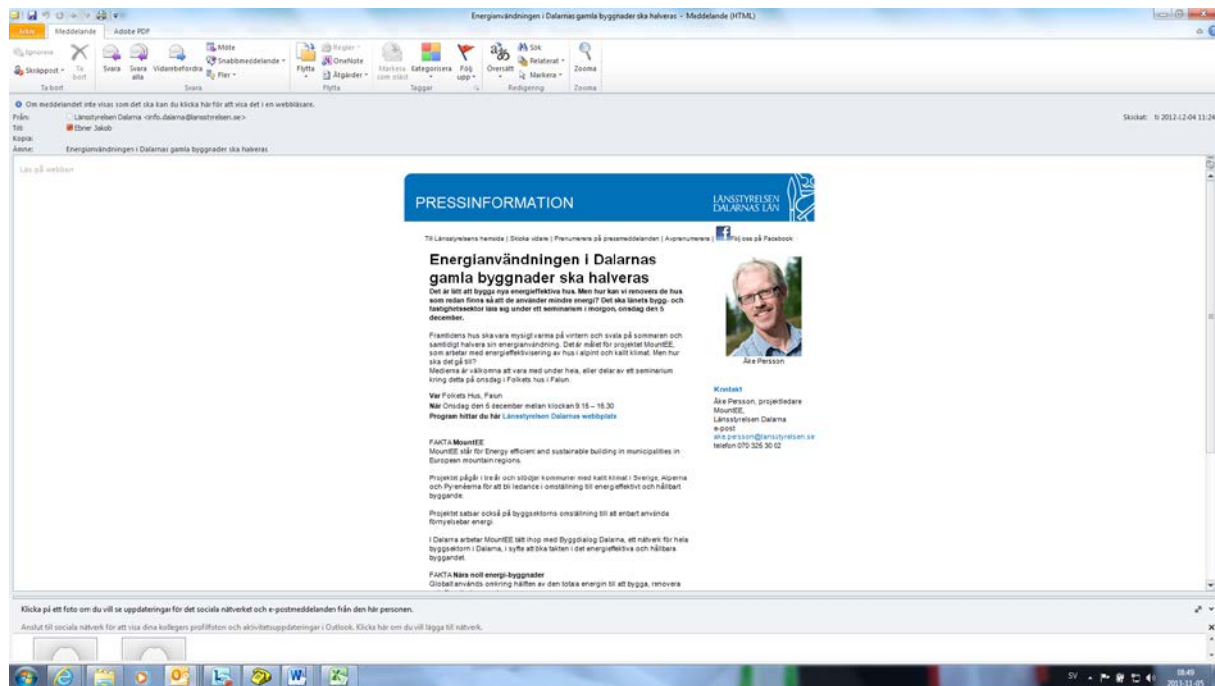 Energianvändningen i Dalarnas gamla byggnader ska halveras - Meddelande (HTML)
Arkiv Meddelande Adobe PDF
Ignorera
Skräppost
Ta bort
Svara
Svara alla
Vidarebefordra
Möte
Snabbmeddelande
Fler
Flytta
Regler
OneNote
Åtgärder
Markera som oläst
Kategorisera
Följ upp
Översätt
Sök
Relaterat
Markera
Zooma
Ta bort Svara Flytta Taggar Redigering Zooma
Om meddelandet inte visas som det ska kan du klicka här för att visa det i en webbläsare.
Från: Länsstyrelsen Dalarna <info.dalarna@lansstyrelsen.se> Skickat: ti 2012-12-04 11:24
Till: Ebner Jakob
Kopia:
Ämne: Energianvändningen i Dalarnas gamla byggnader ska halveras
Läs på webben
PRESSINFORMATION
LÄNSSTYRELSEN
DALARNAS LÄN
Till Länsstyrelsens hemsida | Skicka vidare | Prenumerera på pressmeddelanden | Avprenumerera | Följ oss på Facebook
Energianvändningen i Dalarnas
gamla byggnader ska halveras
Det är lätt att bygga nya energieffektiva hus. Men hur kan vi renovera de hus
som redan finns så att de använder mindre energi? Det ska länets bygg- och
fastighetssektor lära sig under ett seminarium i morgon, onsdag den 5
december.
Framtidens hus ska vara mysigt varma på vintern och svala på sommaren och
samtidigt halvera sin energianvändning. Det är målet för projektet MountEE,
som arbetar med energieffektivisering av hus i alpint och kallt klimat. Men hur
ska det gå till?
Medierna är välkomna att vara med under hela, eller delar av ett seminarium
kring detta på onsdag i Folkets hus i Falun.
Var Folkets Hus, Falun
När Onsdag den 5 december mellan klockan 9.15 – 16.30
Program hittar du här Länsstyrelsen Dalarnas webbplats
FAKTA MountEE
MountEE står för Energy efficient and sustainable building in municipalities in
European mountain regions.
Projektet pågår i tre år och stödjer kommuner med kallt klimat i Sverige, Alperna
och Pyrenéerna för att bli ledande i omställning till energieffektivt och hållbart
byggande.
Projektet satsar också på byggsektorns omställning till att enbart använda
förnyelsebar energi.
I Dalarna arbetar MountEE tätt ihop med Byggdialog Dalarna, ett nätverk för hela
byggsektorn i Dalarna, i syfte att öka takten i det energieffektiva och hållbara
byggandet.
FAKTA Nära noll energi-byggnader
Globalt används omkring hälften av den totala energin till att bygga, renovera
Åke Persson
Kontakt
Åke Persson, projektledare
MountEE,
Länsstyrelsen Dalarna
e-post
ake.persson@lansstyrelsen.se
telefon 070 325 30 02
Klicka på ett foto om du vill se uppdateringar för det sociala nätverket och e-postmeddelanden från den här personen.
Anslut till sociala nätverk för att visa dina kollegers profilfoton och aktivitetsuppdateringar i Outlook. Klicka här om du vill lägga till nätverk.
SV
08:49
2013-11-05